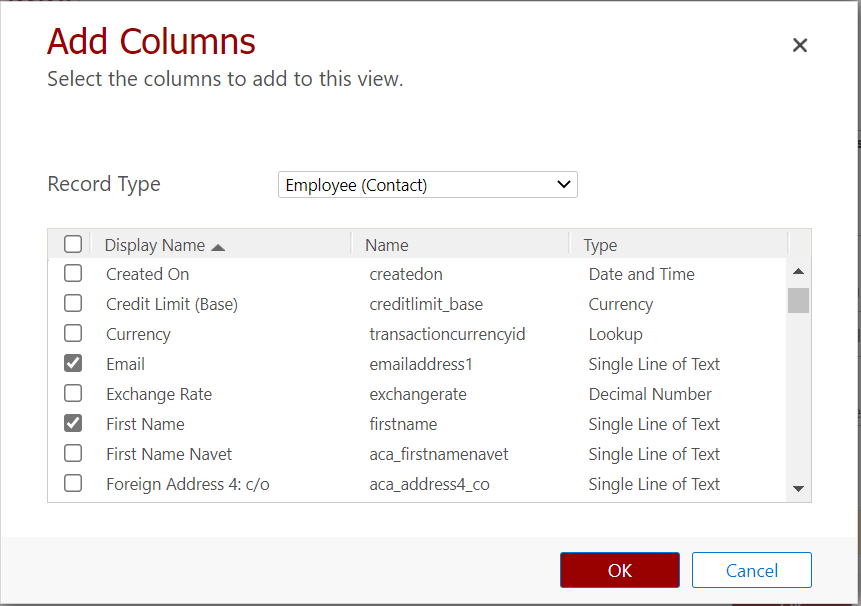 Add Columns
Select the columns to add to this view.
Record Type
Employee (Contact)
Display Name Name Type
Created On createdon Date and Time
Credit Limit (Base) creditlimit_base Currency
Currency transactioncurrencyid Lookup
Email emailaddress1 Single Line of Text
Exchange Rate exchangerate Decimal Number
First Name firstname Single Line of Text
First Name Navet aca_firstnamenavet Single Line of Text
Foreign Address 4: c/o aca_address4_co Single Line of Text
OK Cancel